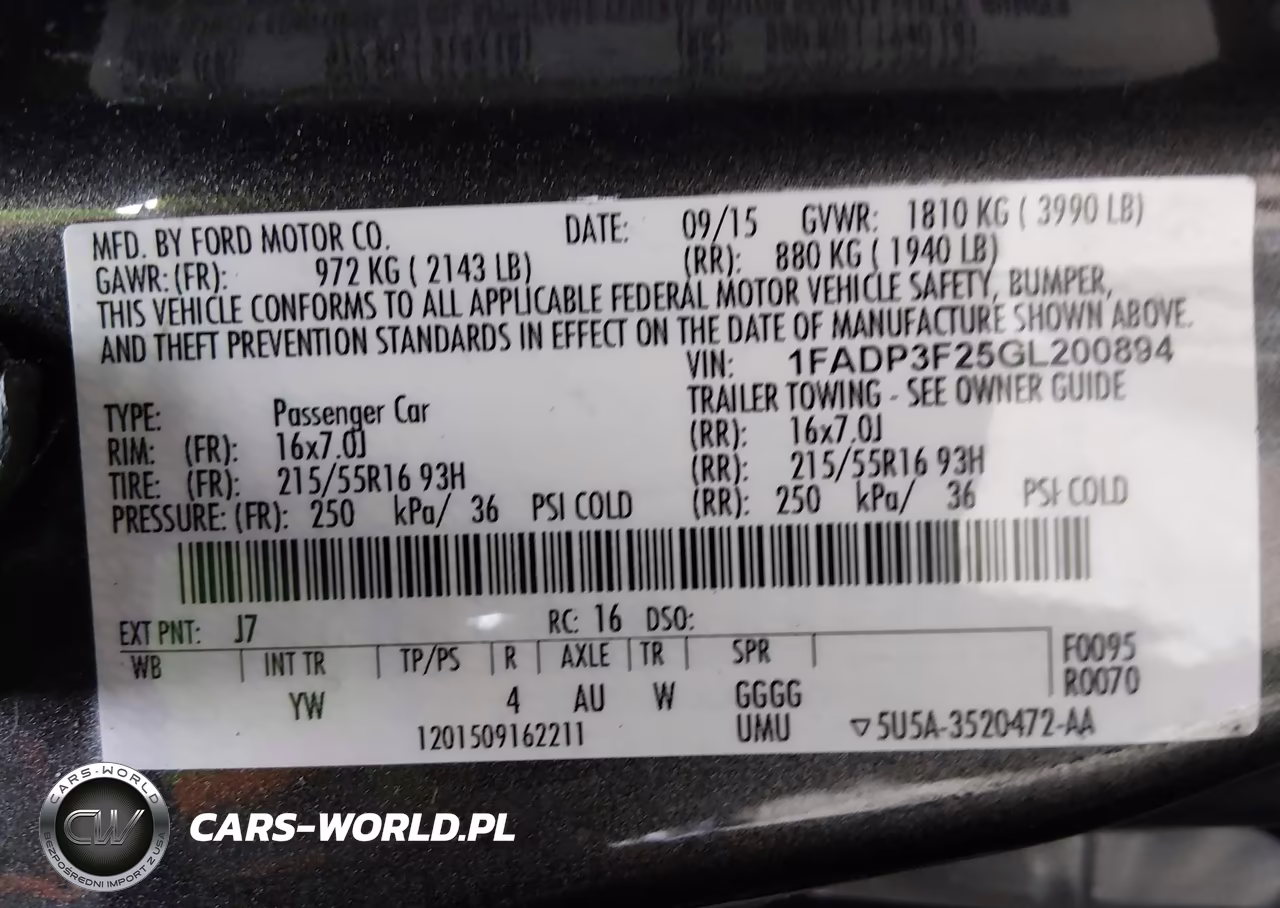 MFD. BY FORD MOTOR CO. DATE: 09/15 GVWR: 1810 KG ( 3990 LB)
GAWR: (FR): 972 KG ( 2143 LB) (RR): 880 KG ( 1940 LB)
THIS VEHICLE CONFORMS TO ALL APPLICABLE FEDERAL MOTOR VEHICLE SAFETY, BUMPER,
AND THEFT PREVENTION STANDARDS IN EFFECT ON THE DATE OF MANUFACTURE SHOWN ABOVE.
VIN: 1FADP3F25GL200894
TYPE: Passenger Car TRAILER TOWING - SEE OWNER GUIDE
RIM: (FR): 16x7.0J (RR): 16x7.0J
TIRE: (FR): 215/55R16 93H (RR): 215/55R16 93H
PRESSURE: (FR): 250 kPa/ 36 PSI COLD (RR): 250 kPa/ 36 PSI COLD
EXT PNT: J7 RC: 16 DSO:
WB INT TR TP/PS R AXLE TR SPR F0095
YW 4 AU W GGGG R0070
1201509162211 UMU ▽5U5A-3520472-AA
CARS-WORLD
CW
BEZPOŚREDNI IMPORT Z USA
CARS-WORLD.PL